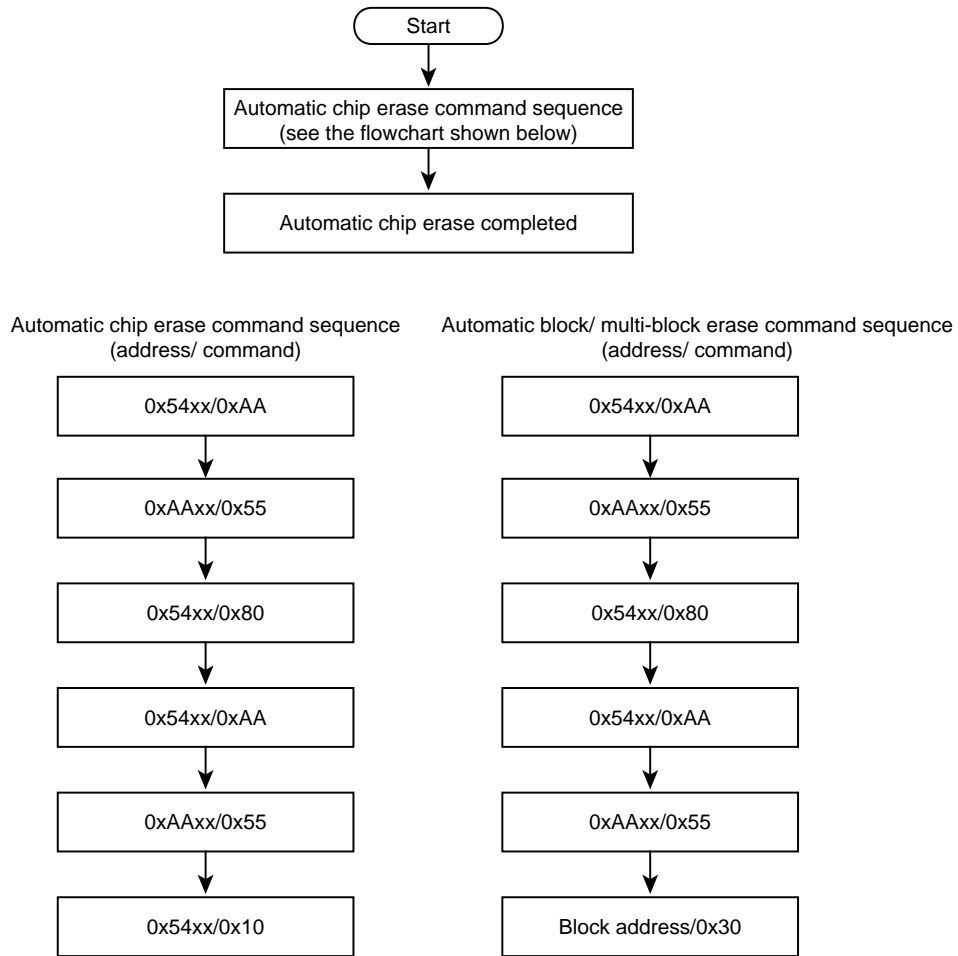 Start
Automatic chip erase command sequence
(see the flowchart shown below)
Automatic chip erase completed
Automatic chip erase command sequence
(address/ command)
0x54xx/0xAA
0xAAxx/0x55
0x54xx/0x80
0x54xx/0xAA
0xAAxx/0x55
0x54xx/0x10
Automatic block/ multi-block erase command sequence
(address/ command)
0x54xx/0xAA
0xAAxx/0x55
0x54xx/0x80
0x54xx/0xAA
0xAAxx/0x55
Block address/0x30